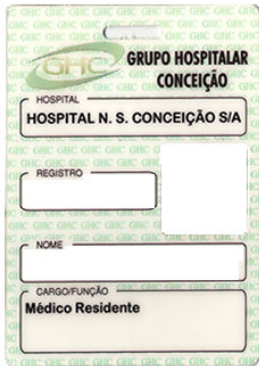 GHC
GRUPO HOSPITALAR
CONCEIÇÃO
HOSPITAL
HOSPITAL N. S. CONCEIÇÃO S/A
REGISTRO
NOME
CARGO/FUNÇÃO
Médico Residente